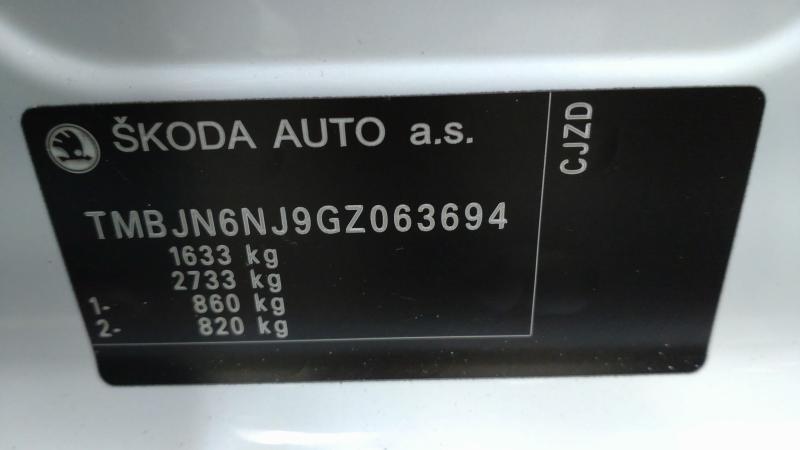 ŠKODA AUTO a.s.
TMBJN6NJ9GZ063694
1633 kg
2733 kg
1- 860 kg
2- 820 kg
CJZD